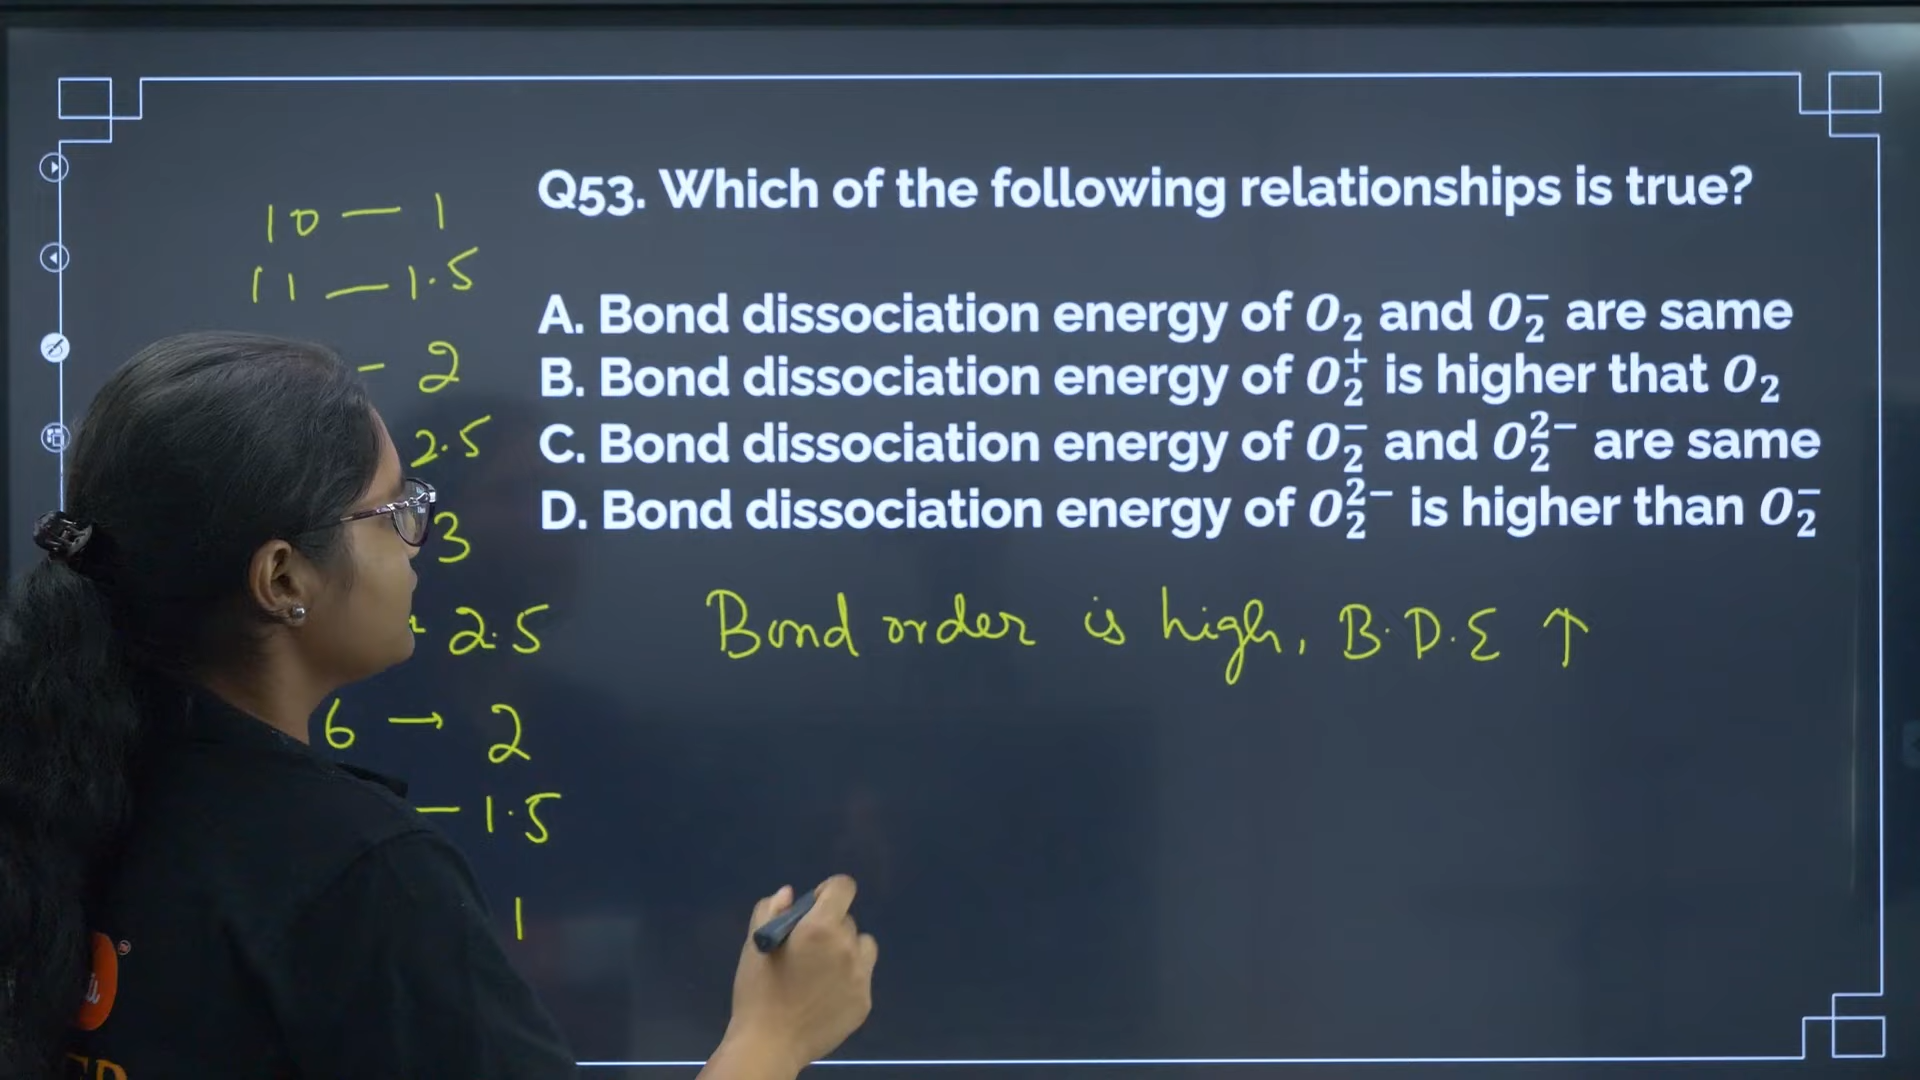 Q53. Which of the following relationships is true?
A. Bond dissociation energy of O₂ and O₂⁻ are same
B. Bond dissociation energy of O₂⁺ is higher that O₂
C. Bond dissociation energy of O₂⁻ and O₂²⁻ are same
D. Bond dissociation energy of O₂²⁻ is higher than O₂⁻
10 — 1
11 — 1.5
- 2
2.5
3
2.5
6 → 2
— 1.5
1
Bond order is high, B.D.E ↑